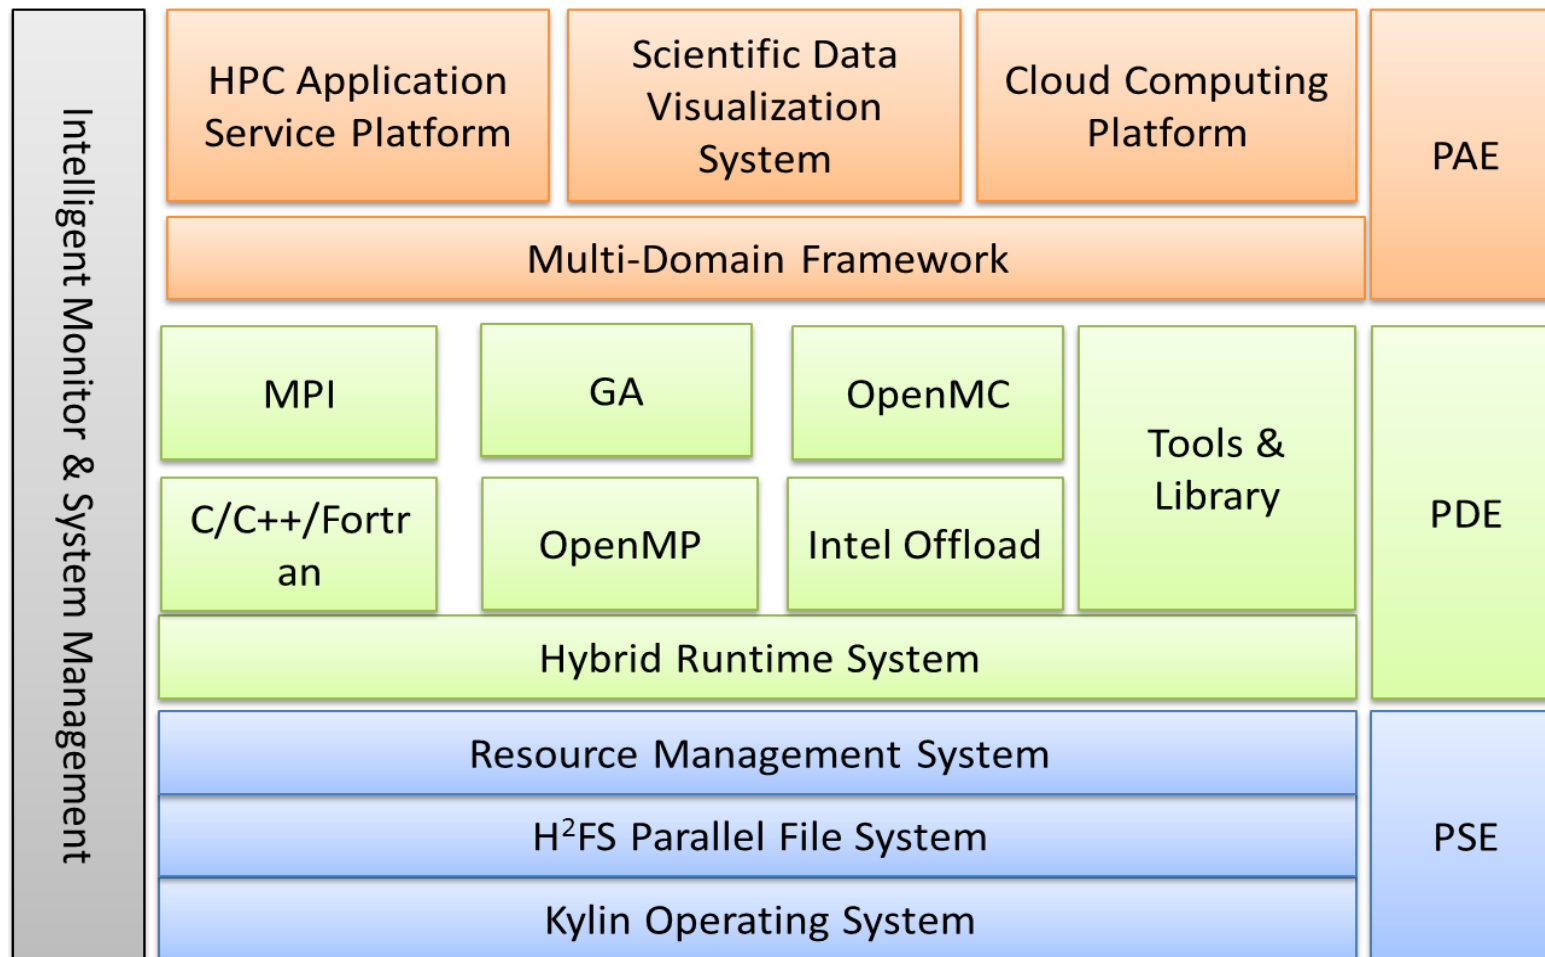 Intelligent Monitor & System Management
HPC Application
Service Platform
Scientific Data
Visualization
System
Cloud Computing
Platform
PAE
Multi-Domain Framework
MPI
GA
OpenMC
Tools &
Library
PDE
C/C++/Fortr
an
OpenMP
Intel Offload
Hybrid Runtime System
Resource Management System
PSE
H²FS Parallel File System
Kylin Operating System